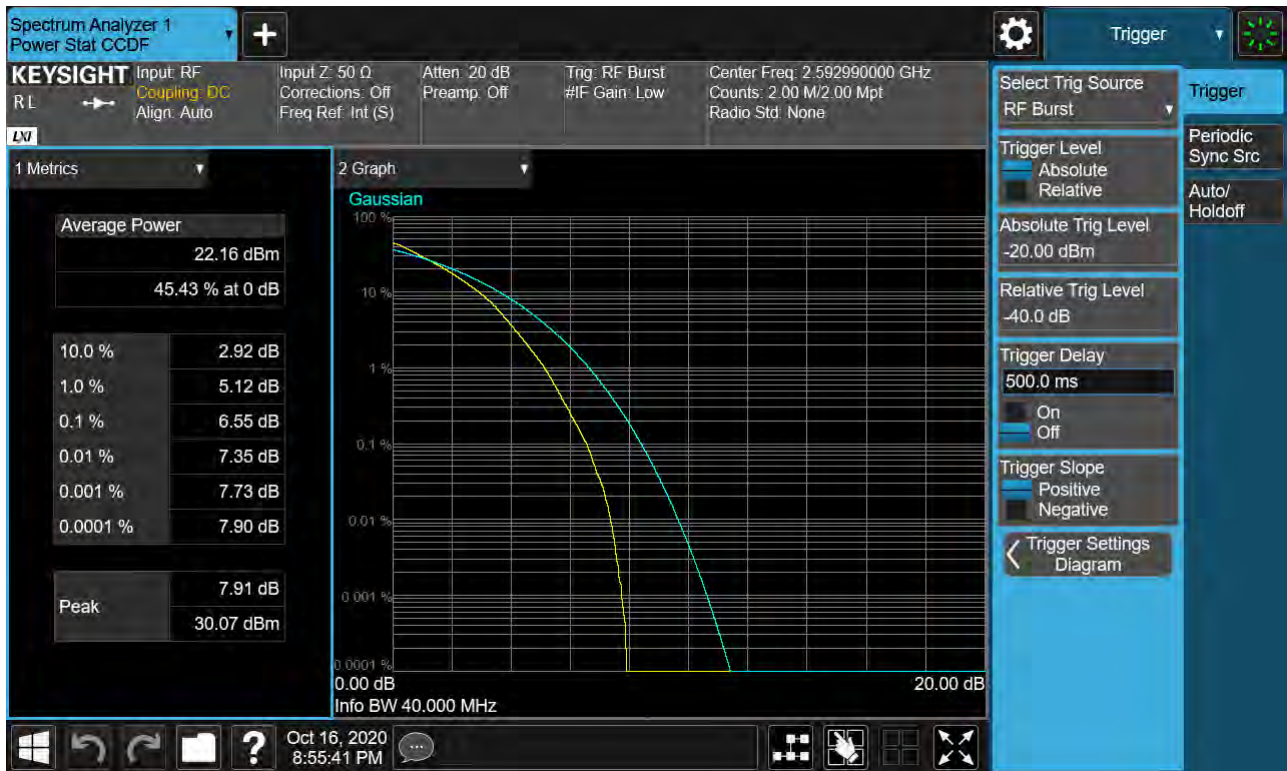 Spectrum Analyzer 1
Power Stat CCDF
+
Trigger
KEYSIGHT
RL
LXI
Input: RF
Coupling: DC
Align: Auto
Input Z: 50 Ω
Corrections: Off
Freq Ref: Int (S)
Atten: 20 dB
Preamp: Off
Trig: RF Burst
#IF Gain: Low
Center Freq: 2.592990000 GHz
Counts: 2.00 M/2.00 Mpt
Radio Std: None
1 Metrics
Average Power
22.16 dBm
45.43 % at 0 dB
10.0 % 2.92 dB
1.0 % 5.12 dB
0.1 % 6.55 dB
0.01 % 7.35 dB
0.001 % 7.73 dB
0.0001 % 7.90 dB
Peak
7.91 dB
30.07 dBm
2 Graph
Gaussian
100 %
10 %
1 %
0.1 %
0.01 %
0.001 %
0.0001 %
0.00 dB
20.00 dB
Info BW 40.000 MHz
Select Trig Source
RF Burst
Trigger Level
Absolute
Relative
Absolute Trig Level
-20.00 dBm
Relative Trig Level
-40.0 dB
Trigger Delay
500.0 ms
On
Off
Trigger Slope
Positive
Negative
Trigger Settings
Diagram
Trigger
Periodic
Sync Src
Auto/
Holdoff
?
Oct 16, 2020
8:55:41 PM